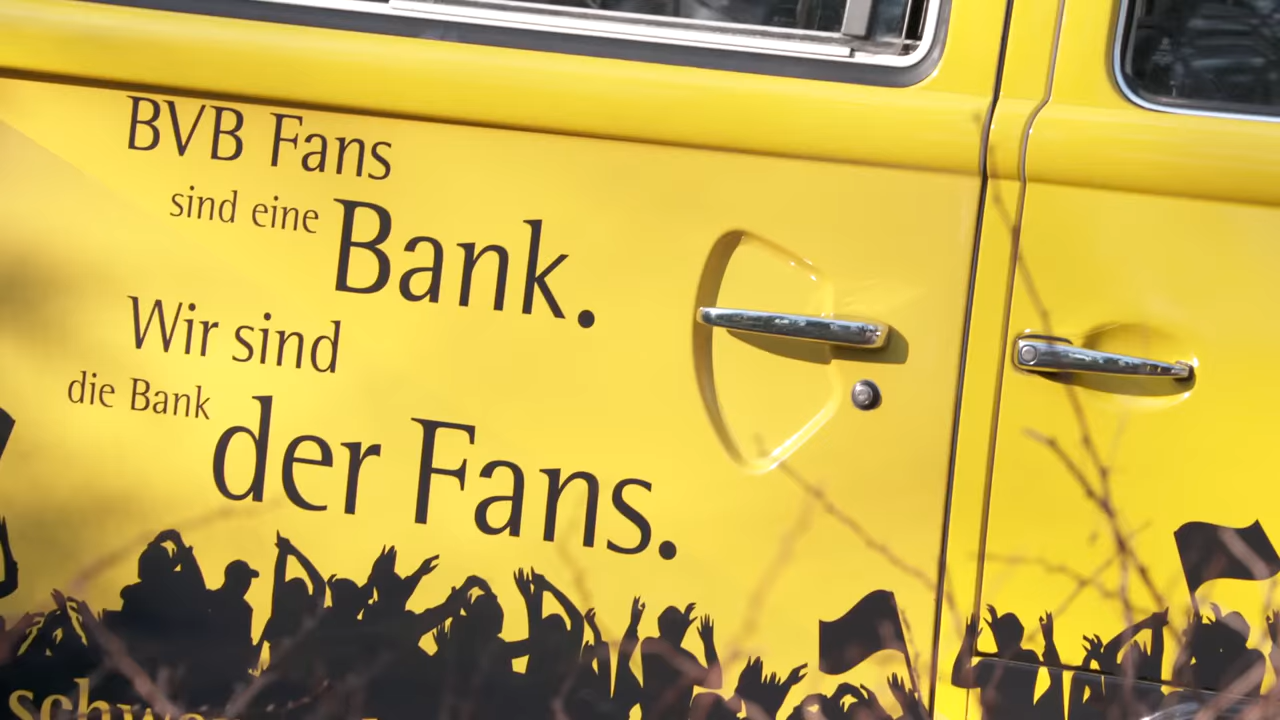 BVB Fans
sind eine Bank.
Wir sind
die Bank der Fans.